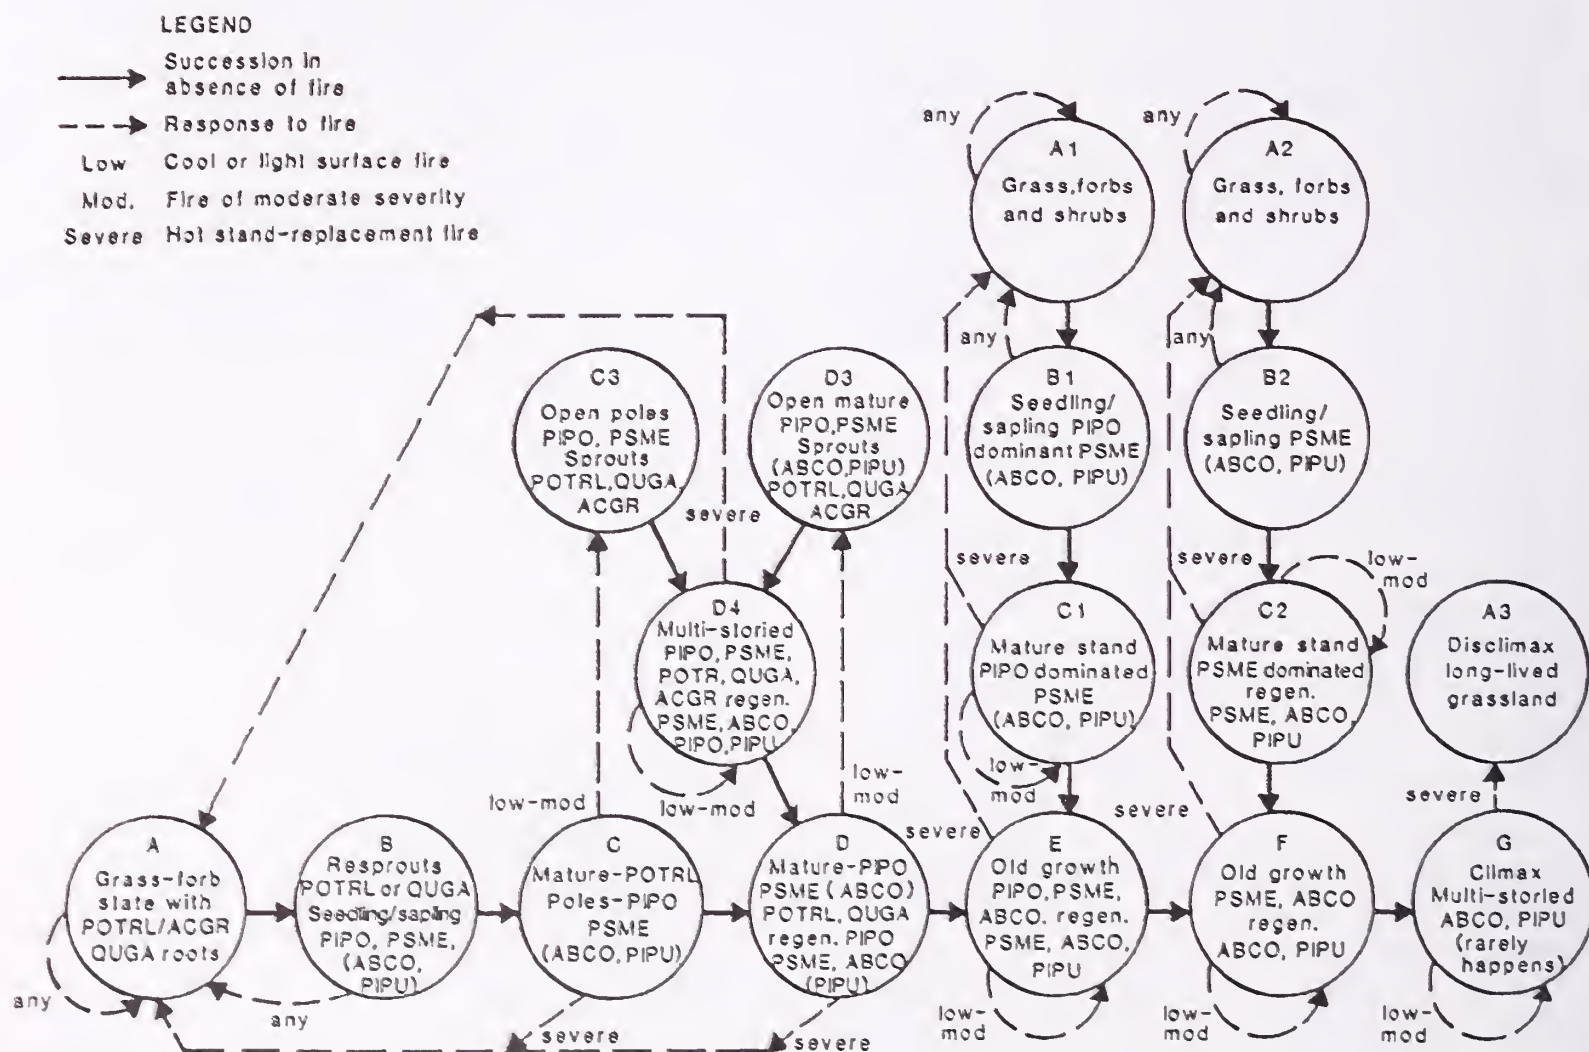 LEGEND
Succession in
absence of fire
Response to fire
Low Cool or light surface fire
Mod. Fire of moderate severity
Severe Hot stand-replacement fire
any
A1
Grass, forbs
and shrubs
any
A2
Grass, forbs
and shrubs
C3
Open poles
PIPO, PSME
Sprouts
POTRL, QUGA,
ACGR
D3
Open mature
PIPO, PSME
Sprouts
(ABCO, PIPU)
POTRL, QUGA
ACGR
any
B1
Seedling/
sapling PIPO
dominant PSME
(ABCO, PIPU)
any
B2
Seedling/
sapling PSME
(ABCO, PIPU)
severe
D4
Multi-storied
PIPO, PSME,
POTR, QUGA,
ACGR regen.
PSME, ABCO,
PIPO, PIPU
low-mod
severe
C1
Mature stand
PIPO dominated
PSME
(ABCO, PIPU)
low-
mod
severe
low-
mod
C2
Mature stand
PSME dominated
regen.
PSME, ABCO,
PIPU
A3
Disclimax
long-lived
grassland
low-mod
low-
mod
severe
severe
severe
A
Grass-forb
state with
POTRL/ACGR
QUGA roots
any
B
Resprouts
POTRL or QUGA
Seedling/sapling
PIPO, PSME,
(ABCO,
PIPU)
any
C
Mature-POTRL
Poles-PIPO
PSME
(ABCO, PIPU)
severe
D
Mature-PIPO
PSME (ABCO)
POTRL, QUGA
regen. PIPO
PSME, ABCO
(PIPU)
severe
E
Old growth
PIPO, PSME,
ABCO. regen.
PSME, ABCO,
PIPU
low-
mod
F
Old growth
PSME, ABCO
regen.
ABCO, PIPU
low-
mod
G
Climax
Multi-storied
ABCO, PIPU
(rarely
happens)
low-
mod